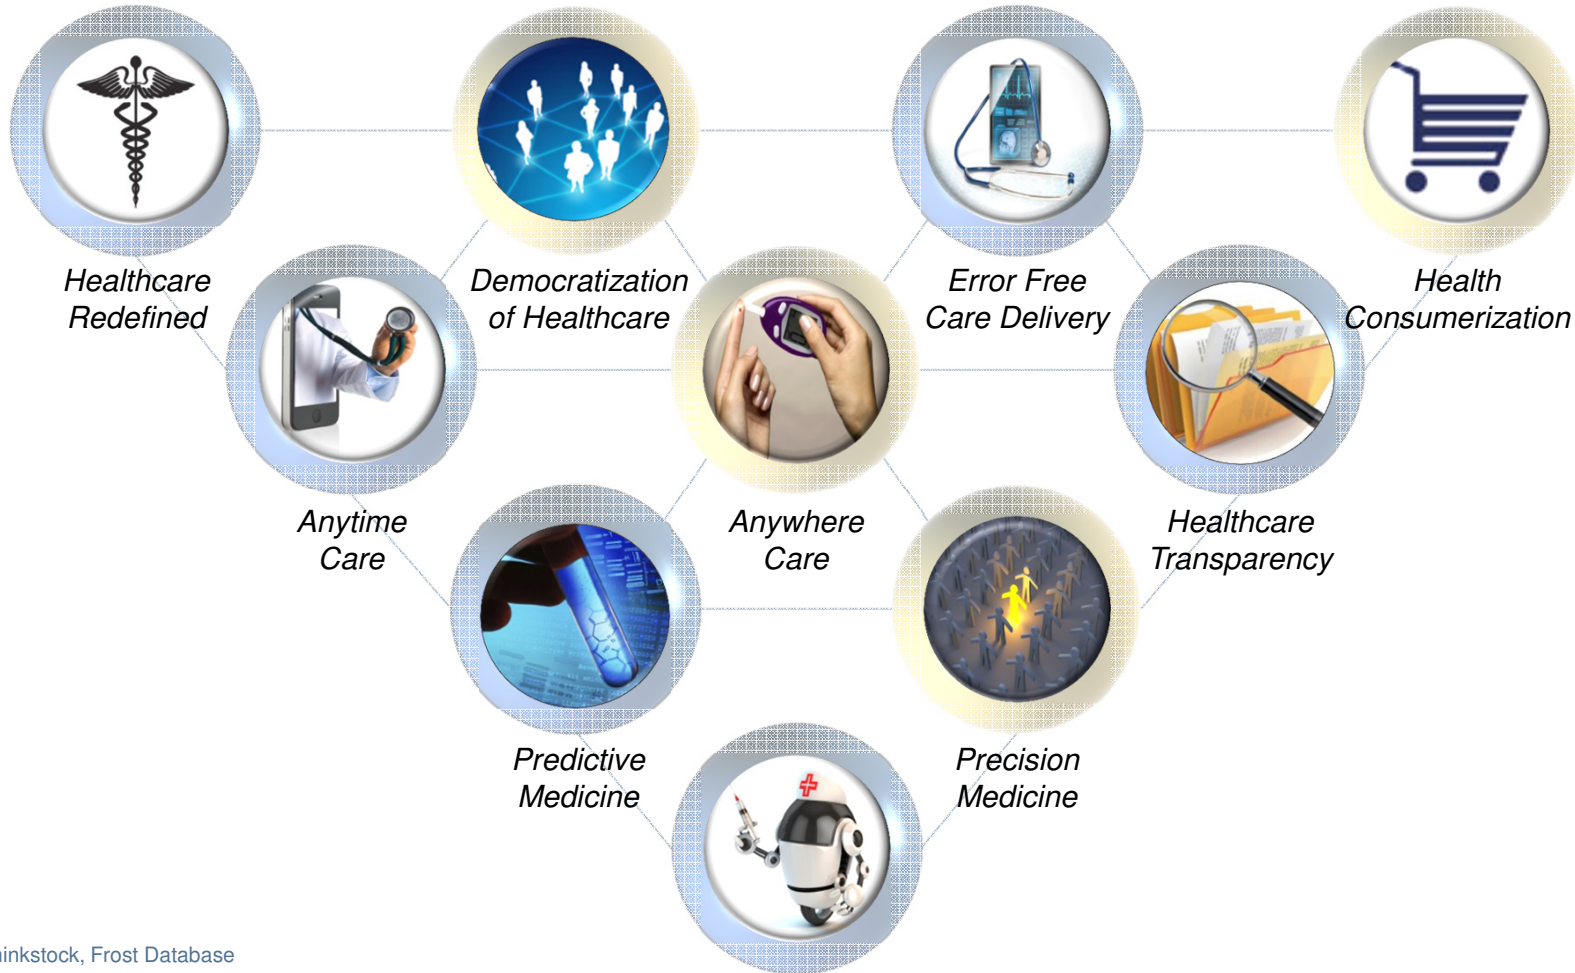 Healthcare
Redefined
Democratization
of Healthcare
Error Free
Care Delivery
Health
Consumerization
Anytime
Care
Anywhere
Care
Healthcare
Transparency
Predictive
Medicine
Precision
Medicine
inkstock, Frost Database